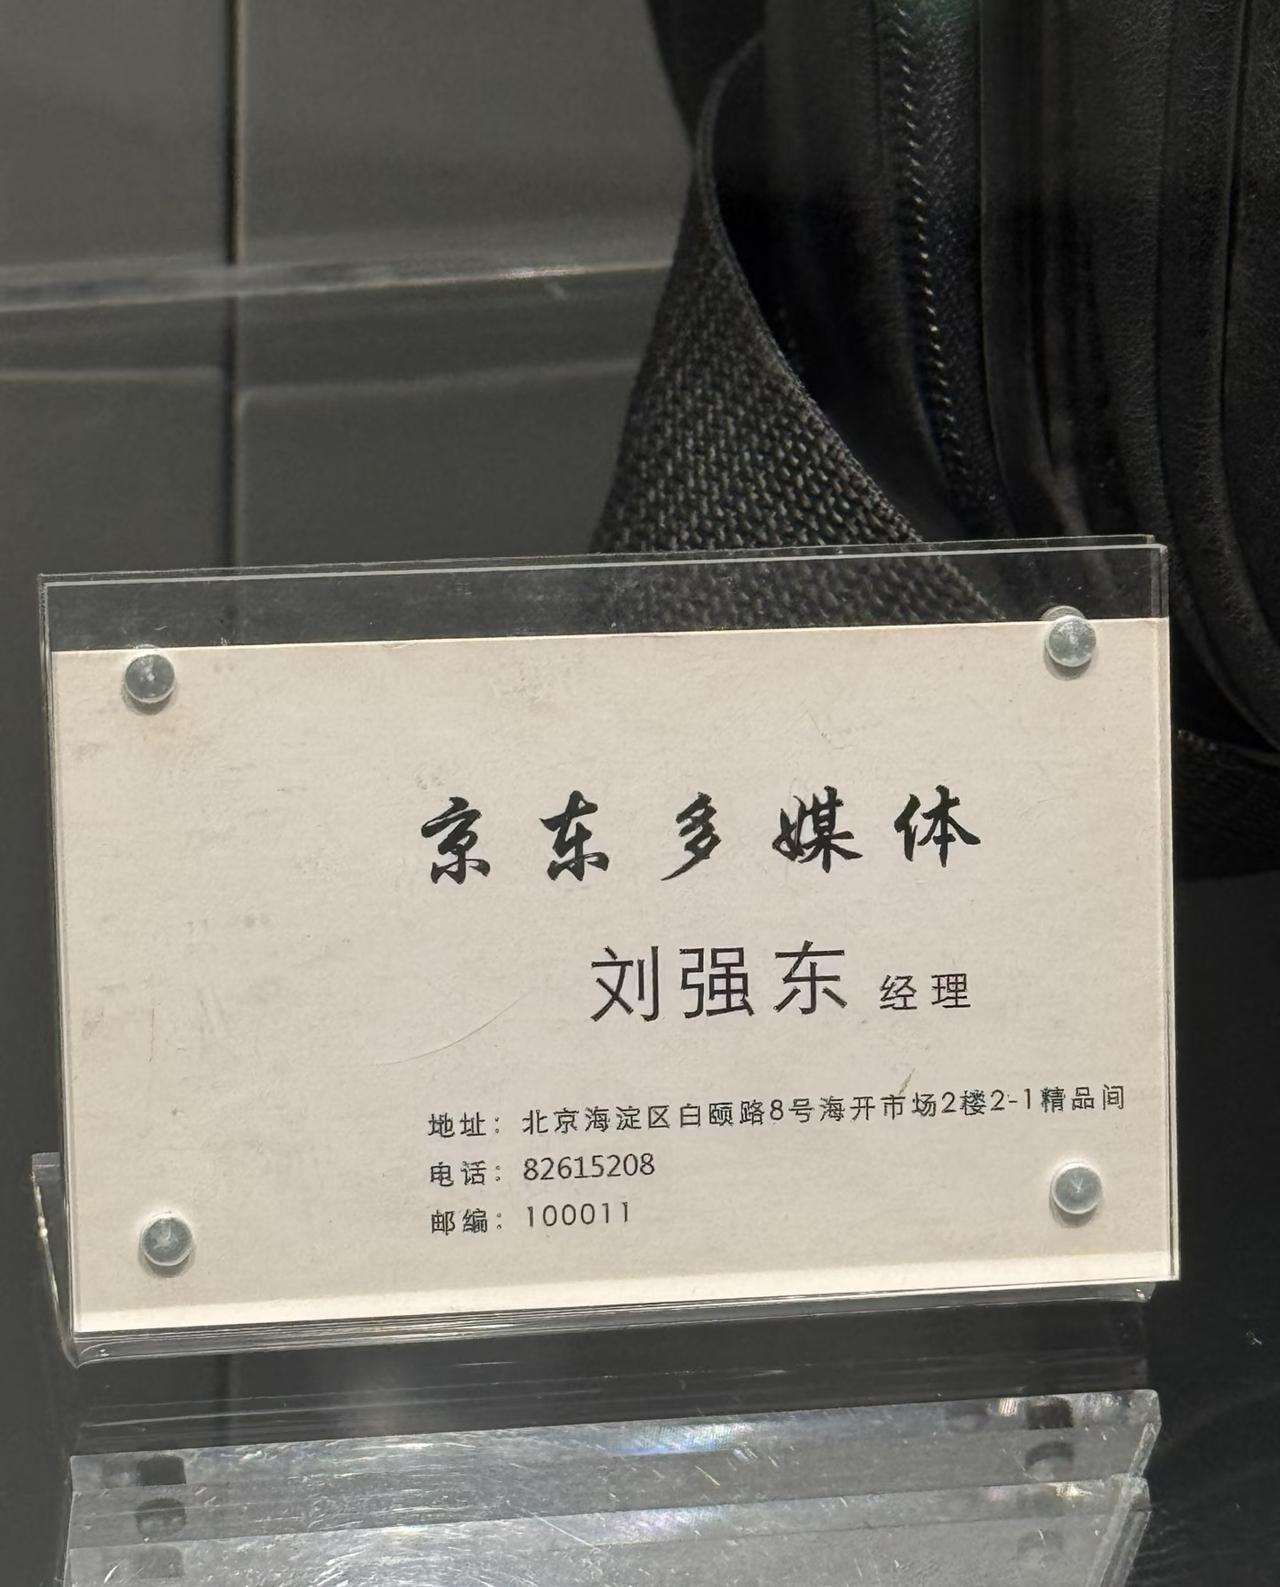 京东多媒体
刘强东 经理
地址：北京海淀区白颐路8号海开市场2楼2-1精品间
电话：82615208
邮编：100011